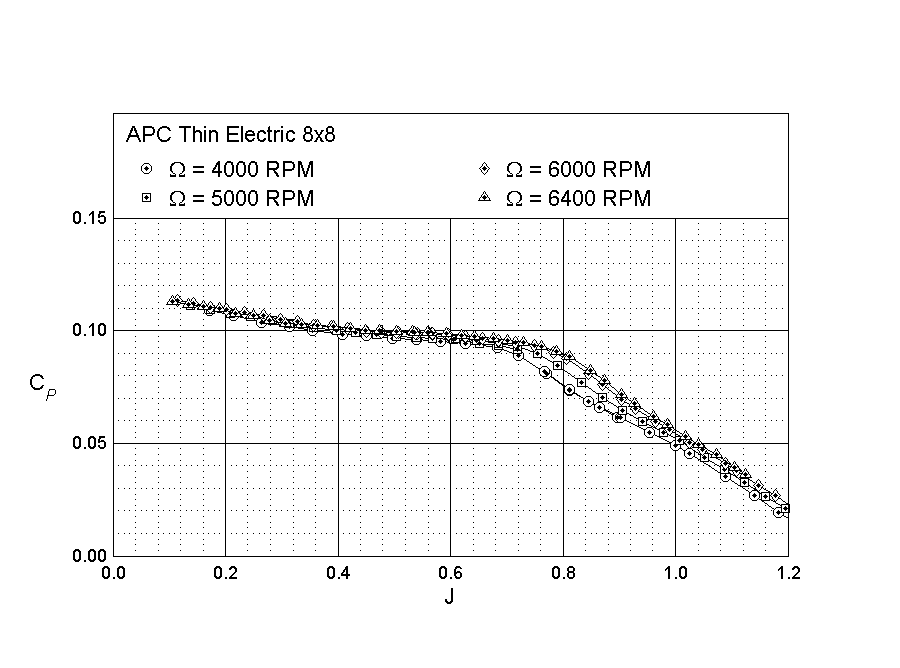 APC Thin Electric 8x8
Ω = 4000 RPM
Ω = 6000 RPM
Ω = 5000 RPM
Ω = 6400 RPM
0.15
0.10
C_P
0.05
0.00
0.0 0.2 0.4 0.6 0.8 1.0 1.2
J